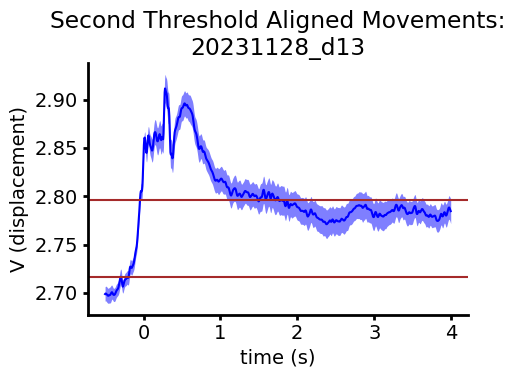 Second Threshold Aligned Movements:
20231128_d13
V (displacement)
2.90
2.85
2.80
2.75
2.70
0
1
2
3
4
time (s)